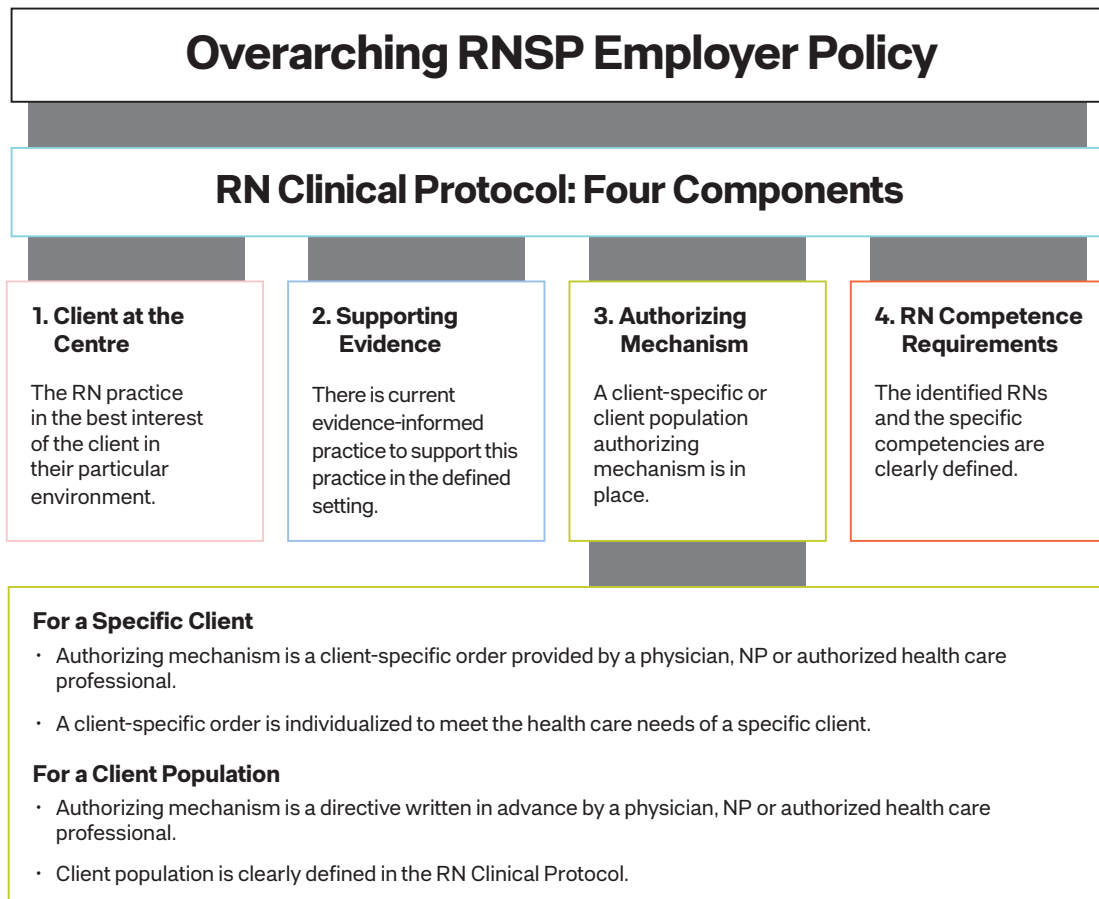 Overarching RNSP Employer Policy
RN Clinical Protocol: Four Components
1. Client at the
Centre
The RN practice
in the best interest
of the client in
their particular
environment.
2. Supporting
Evidence
There is current
evidence-informed
practice to support this
practice in the defined
setting.
3. Authorizing
Mechanism
A client-specific or
client population
authorizing
mechanism is in
place.
4. RN Competence
Requirements
The identified RNs
and the specific
competencies are
clearly defined.
For a Specific Client
· Authorizing mechanism is a client-specific order provided by a physician, NP or authorized health care
professional.
· A client-specific order is individualized to meet the health care needs of a specific client.
For a Client Population
· Authorizing mechanism is a directive written in advance by a physician, NP or authorized health care
professional.
· Client population is clearly defined in the RN Clinical Protocol.